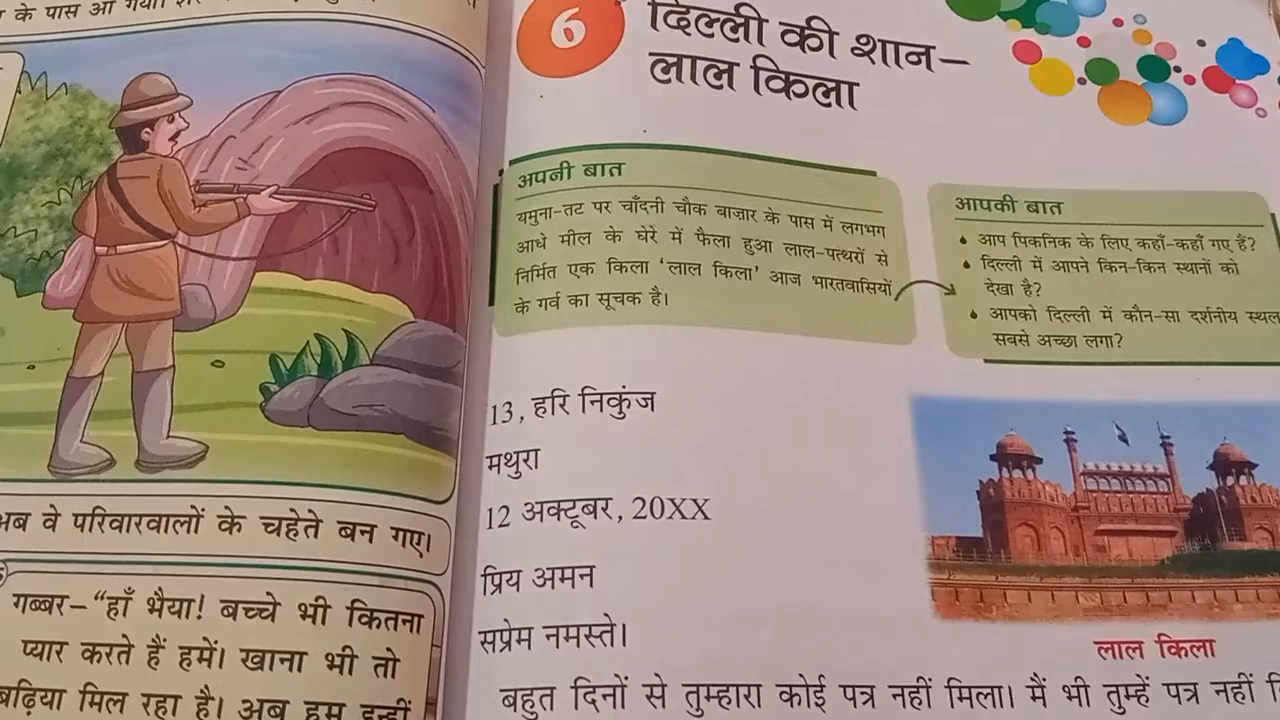 के पास आ गया।
अब वे परिवारवालों के चहेते बन गए।
गब्बर–“हाँ भैया! बच्चे भी कितना
प्यार करते हैं हमें। खाना भी तो
बढ़िया मिल रहा है। अब हम इन्हीं
6
दिल्ली की शान–
लाल किला
अपनी बात
यमुना-तट पर चाँदनी चौक बाज़ार के पास में लगभग
आधे मील के घेरे में फैला हुआ लाल-पत्थरों से
निर्मित एक किला ‘लाल किला’ आज भारतवासियों
के गर्व का सूचक है।
आपकी बात
आप पिकनिक के लिए कहाँ-कहाँ गए हैं?
दिल्ली में आपने किन-किन स्थानों को
देखा है?
आपको दिल्ली में कौन-सा दर्शनीय स्थल
सबसे अच्छा लगा?
13, हरि निकुंज
मथुरा
12 अक्टूबर, 20XX
प्रिय अमन
सप्रेम नमस्ते।
लाल किला
बहुत दिनों से तुम्हारा कोई पत्र नहीं मिला। मैं भी तुम्हें पत्र नहीं